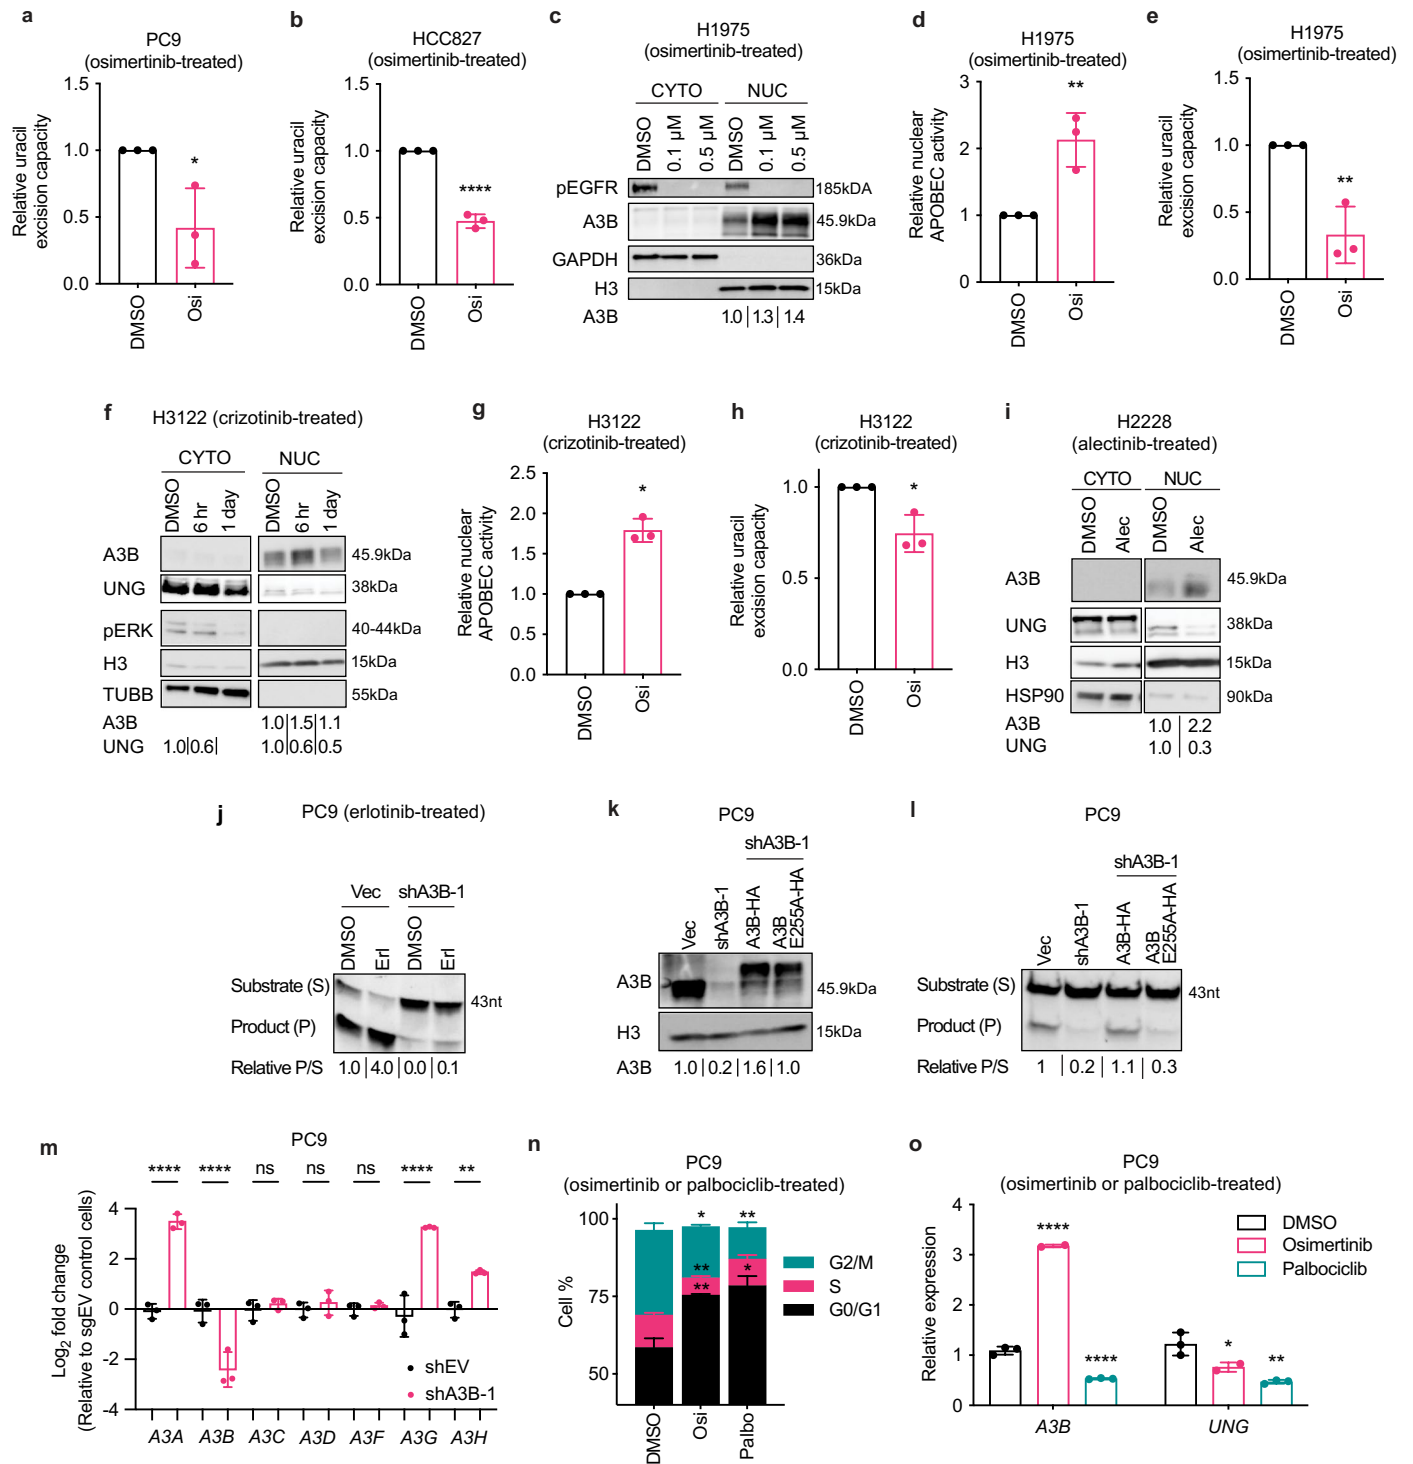 a
PC9
(osimertinib-treated)
Relative uracil
excision capacity
1.5
1.0
0.5
0.0
*
DMSO
Osi
b
HCC827
(osimertinib-treated)
Relative uracil
excision capacity
1.5
1.0
0.5
0.0
****
DMSO
Osi
c
H1975
(osimertinib-treated)
CYTO NUC
DMSO 0.1 µM 0.5 µM DMSO 0.1 µM 0.5 µM
pEGFR 185kDA
A3B 45.9kDa
GAPDH 36kDa
H3 15kDa
A3B 1.0 | 1.3 | 1.4
d
H1975
(osimertinib-treated)
Relative nuclear
APOBEC activity
3
2
1
0
**
DMSO
Osi
e
H1975
(osimertinib-treated)
Relative uracil
excision capacity
1.5
1.0
0.5
0.0
**
DMSO
Osi
f
H3122 (crizotinib-treated)
CYTO NUC
DMSO 6 hr 1 day DMSO 6 hr 1 day
A3B 45.9kDa
UNG 38kDa
pERK 40-44kDa
H3 15kDa
TUBB 55kDa
A3B 1.0 | 1.5 | 1.1
UNG 1.0 | 0.6 | 1.0 | 0.6 | 0.5
g
H3122
(crizotinib-treated)
Relative nuclear
APOBEC activity
2.5
2.0
1.5
1.0
0.5
0.0
*
DMSO
Osi
h
H3122
(crizotinib-treated)
Relative uracil
excision capacity
1.0
0.5
0.0
*
DMSO
Osi
i
H2228
(alectinib-treated)
CYTO NUC
DMSO Alec DMSO Alec
A3B 45.9kDa
UNG 38kDa
H3 15kDa
HSP90 90kDa
A3B 1.0 | 2.2
UNG 1.0 | 0.3
j
PC9 (erlotinib-treated)
Vec shA3B-1
DMSO Erl DMSO Erl
Substrate (S) 43nt
Product (P)
Relative P/S 1.0 | 4.0 | 0.0 | 0.1
k
PC9
shA3B-1
Vec shA3B-1 A3B-HA A3B E255A-HA
A3B 45.9kDa
H3 15kDa
A3B 1.0 | 0.2 | 1.6 | 1.0
l
PC9
shA3B-1
Vec shA3B-1 A3B-HA A3B E255A-HA
Substrate (S) 43nt
Product (P)
Relative P/S 1 | 0.2 | 1.1 | 0.3
m
PC9
**** **** ns ns ns **** **
Log2 fold change
(Relative to sgEV control cells)
4
2
0
-2
-4
shEV
shA3B-1
A3A A3B A3C A3D A3F A3G A3H
n
PC9
(osimertinib or palbociclib-treated)
Cell %
100
75
50
* **
** *
**
G2/M
S
G0/G1
DMSO Osi Palbo
o
PC9
(osimertinib or palbociclib-treated)
Relative expression
4
3
2
1
0
****
****
*
**
DMSO
Osimertinib
Palbociclib
A3B UNG